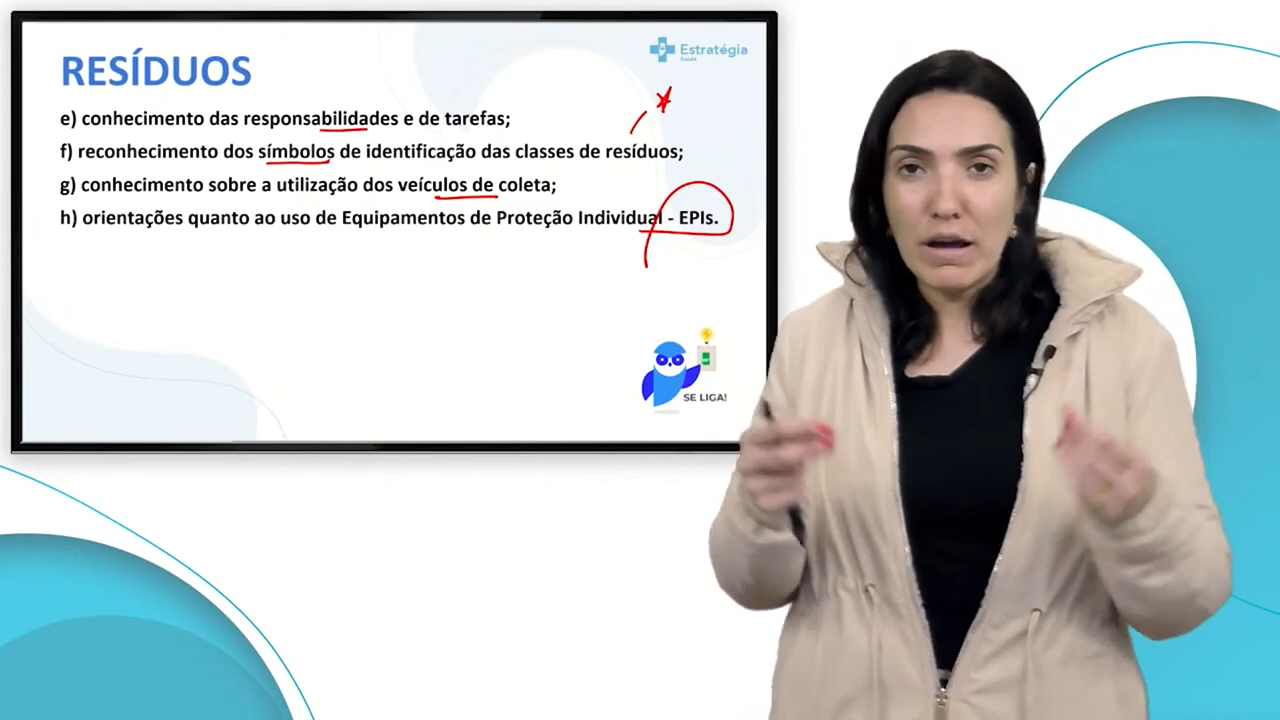 RESÍDUOS
Estratégia
Saúde
e) conhecimento das responsabilidades e de tarefas;
f) reconhecimento dos símbolos de identificação das classes de resíduos;
g) conhecimento sobre a utilização dos veículos de coleta;
h) orientações quanto ao uso de Equipamentos de Proteção Individual - EPIs.
SE LIGA!